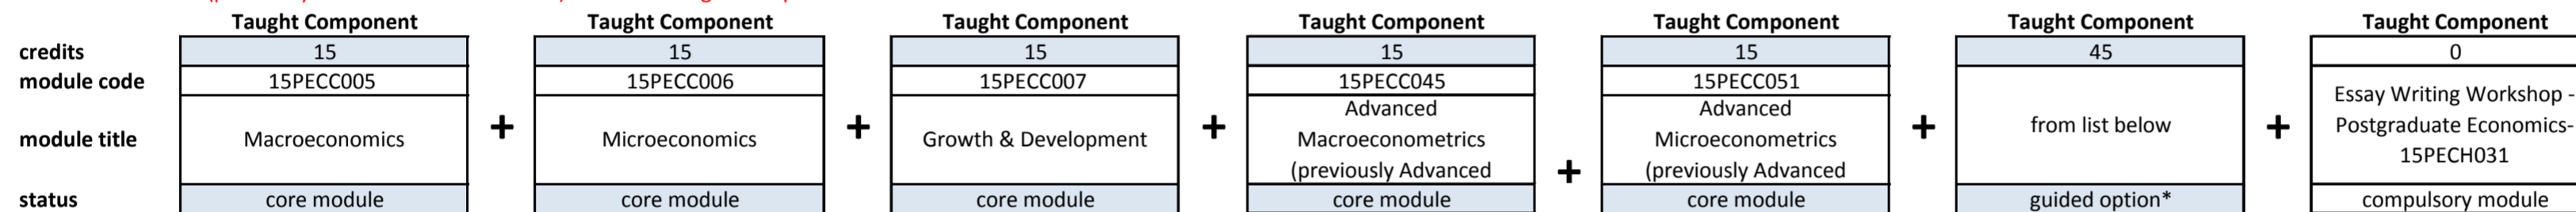 Taught Component Taught Component Taught Component Taught Component Taught Component Taught Component Taught Component
credits 15 15 15 15 15 45 0
module code 15PECC005 15PECC006 15PECC007 15PECC045 15PECC051
module title Macroeconomics + Microeconomics + Growth & Development + Advanced Macroeconometrics (previously Advanced + Advanced Microeconometrics (previously Advanced + from list below + Essay Writing Workshop - Postgraduate Economics- 15PECH031
status core module core module core module core module core module guided option* compulsory module